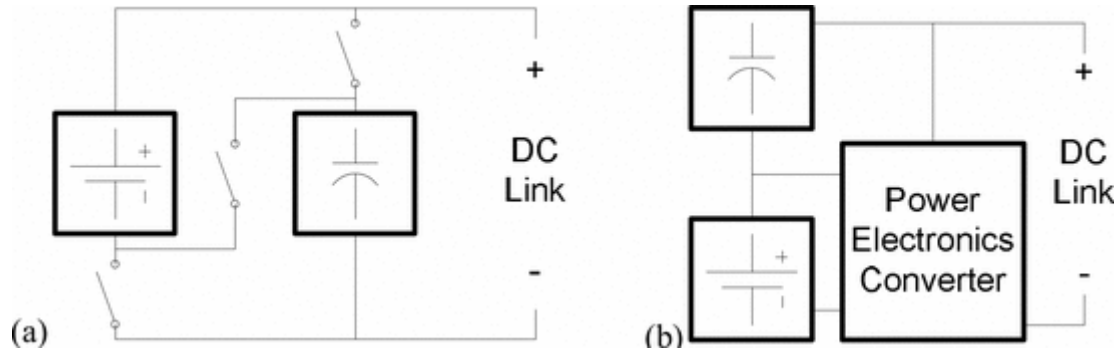 +
DC
Link
-
(a)
+
-
+
DC
Link
-
(b)
+
-
Power
Electronics
Converter